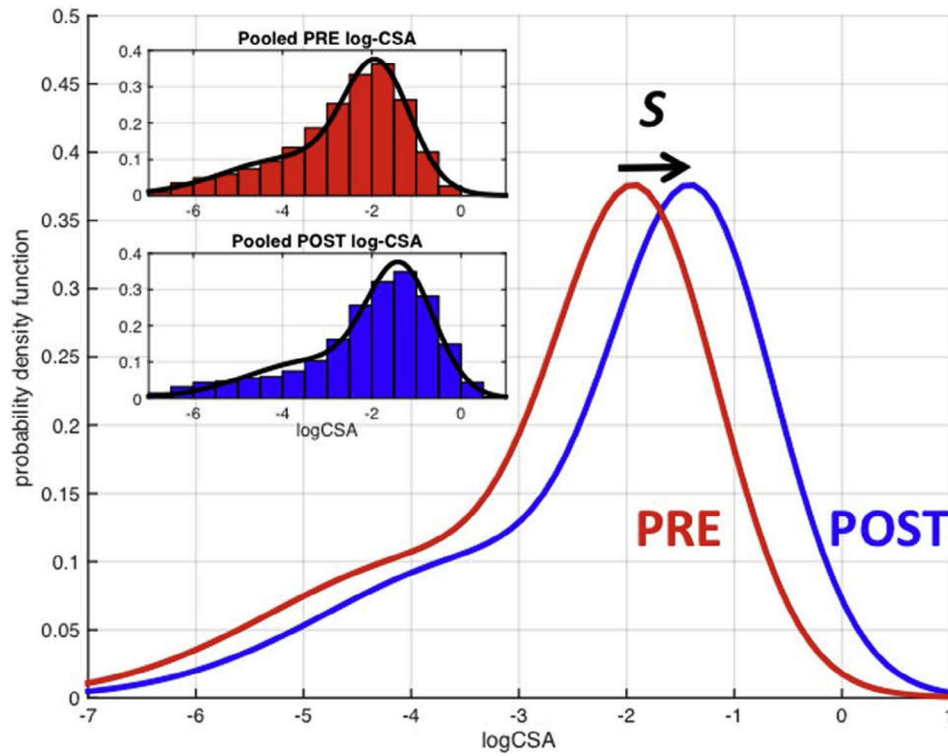 0.5
0.45
0.4
0.35
0.3
0.25
0.2
0.15
0.1
0.05
0
probability density function
Pooled PRE log-CSA
0.4
0.3
0.2
0.1
0
-6 -4 -2 0
Pooled POST log-CSA
0.4
0.3
0.2
0.1
0
-6 -4 -2 0
logCSA
S
PRE
POST
-7 -6 -5 -4 -3 -2 -1 0 1
logCSA